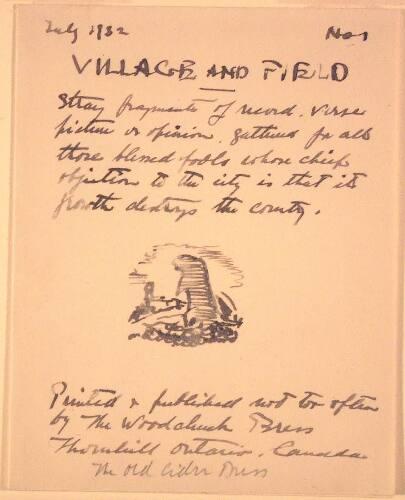 July 1932 No 1
VILLAGE AND FIELD
Stray fragments of record, verse
picture or opinion, gathered for all
those blessed fools whose chief
objection to the city is that its
growth destroys the country.
Printed & published not too often
by The Woodchuck Press
Thornhill Ontario. Canada
The old Cider Press